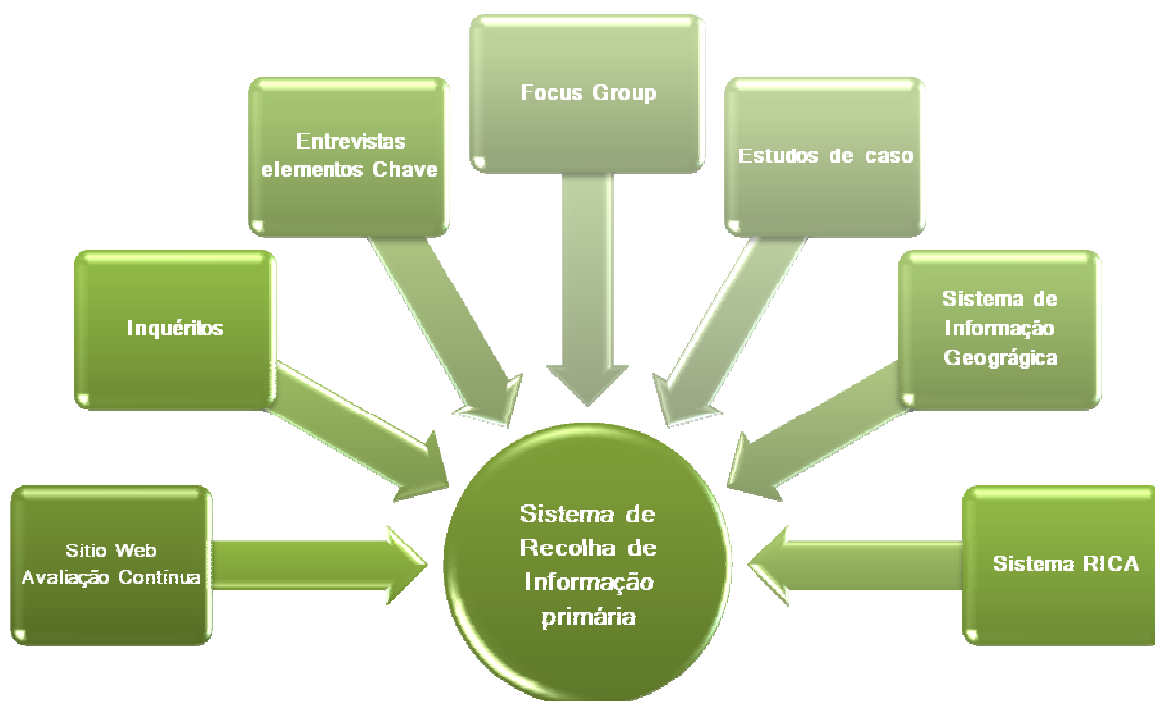 Focus Group
Entrevistas
elementos Chave
Estudos de caso
Inquéritos
Sistema de
Informação
Geográgica
Sitio Web
Avaliação Contínua
Sistema de
Recolha de
Informação
primária
Sistema RICA